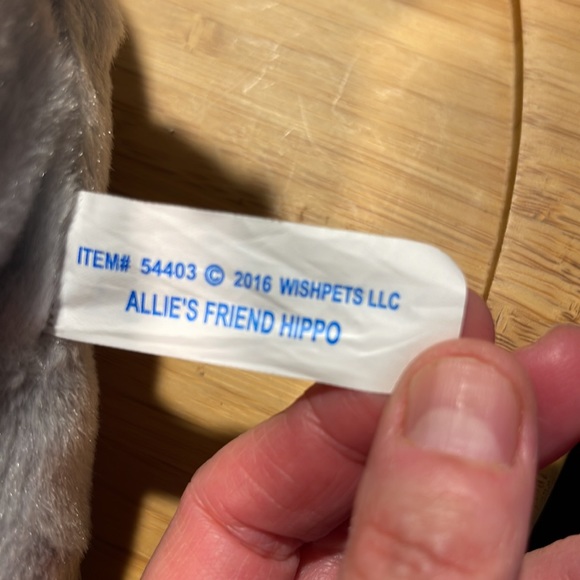 ITEM# 54403 © 2016 WISHPETS LLC
ALLIE'S FRIEND HIPPO